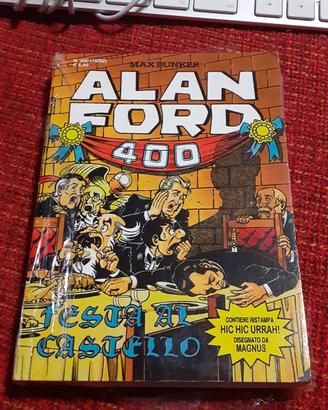 MAX BUNKER
ALAN
FORD
400
FESTA AL
CASTELLO
CONTIENE RISTAMPA
HIC HIC URRAH!
DISEGNATO DA
MAGNUS